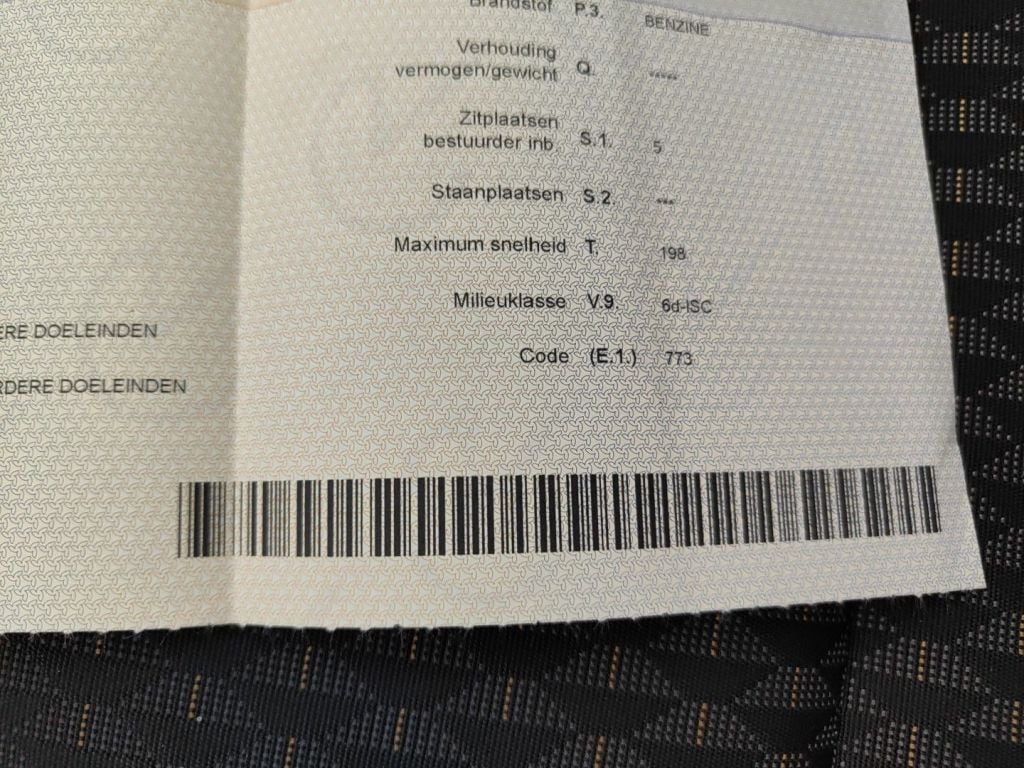 Brandstof P.3. BENZINE
Verhouding
vermogen/gewicht Q. -----
Zitplaatsen
bestuurder inb. S.1. 5
Staanplaatsen S.2. ---
Maximum snelheid T. 198
Milieuklasse V.9. 6d-ISC
ERE DOELEINDEN
Code (E.1.) 773
RDERE DOELEINDEN